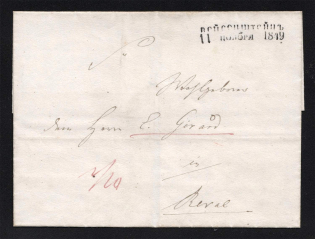 ВЕЙСЕНШТЕЙНЪ
11 ноября 1849
Wohlgeboren
dem Herrn C. Girard
in
Reval